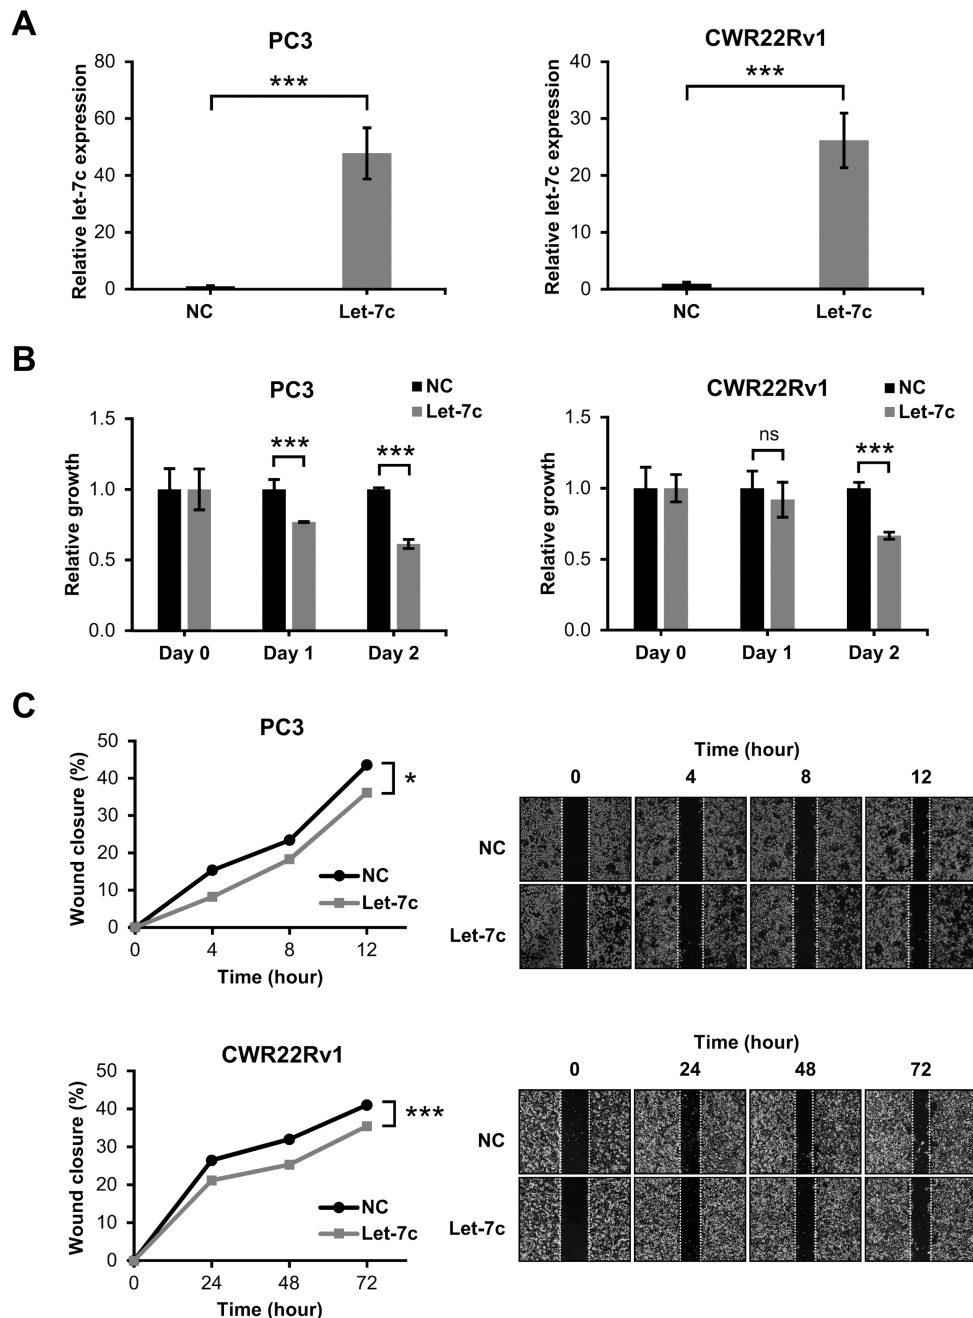 A
PC3
Relative let-7c expression
80
60
40
20
0
***
NC
Let-7c
CWR22Rv1
Relative let-7c expression
40
30
20
10
0
***
NC
Let-7c
B
PC3
NC
Let-7c
Relative growth
1.5
1.0
0.5
0.0
***
***
Day 0
Day 1
Day 2
CWR22Rv1
NC
Let-7c
Relative growth
1.5
1.0
0.5
0.0
ns
***
Day 0
Day 1
Day 2
C
PC3
Wound closure (%)
50
40
30
20
10
0
*
NC
Let-7c
0
4
8
12
Time (hour)
Time (hour)
0
4
8
12
NC
Let-7c
CWR22Rv1
Wound closure (%)
50
40
30
20
10
0
***
NC
Let-7c
0
24
48
72
Time (hour)
Time (hour)
0
24
48
72
NC
Let-7c